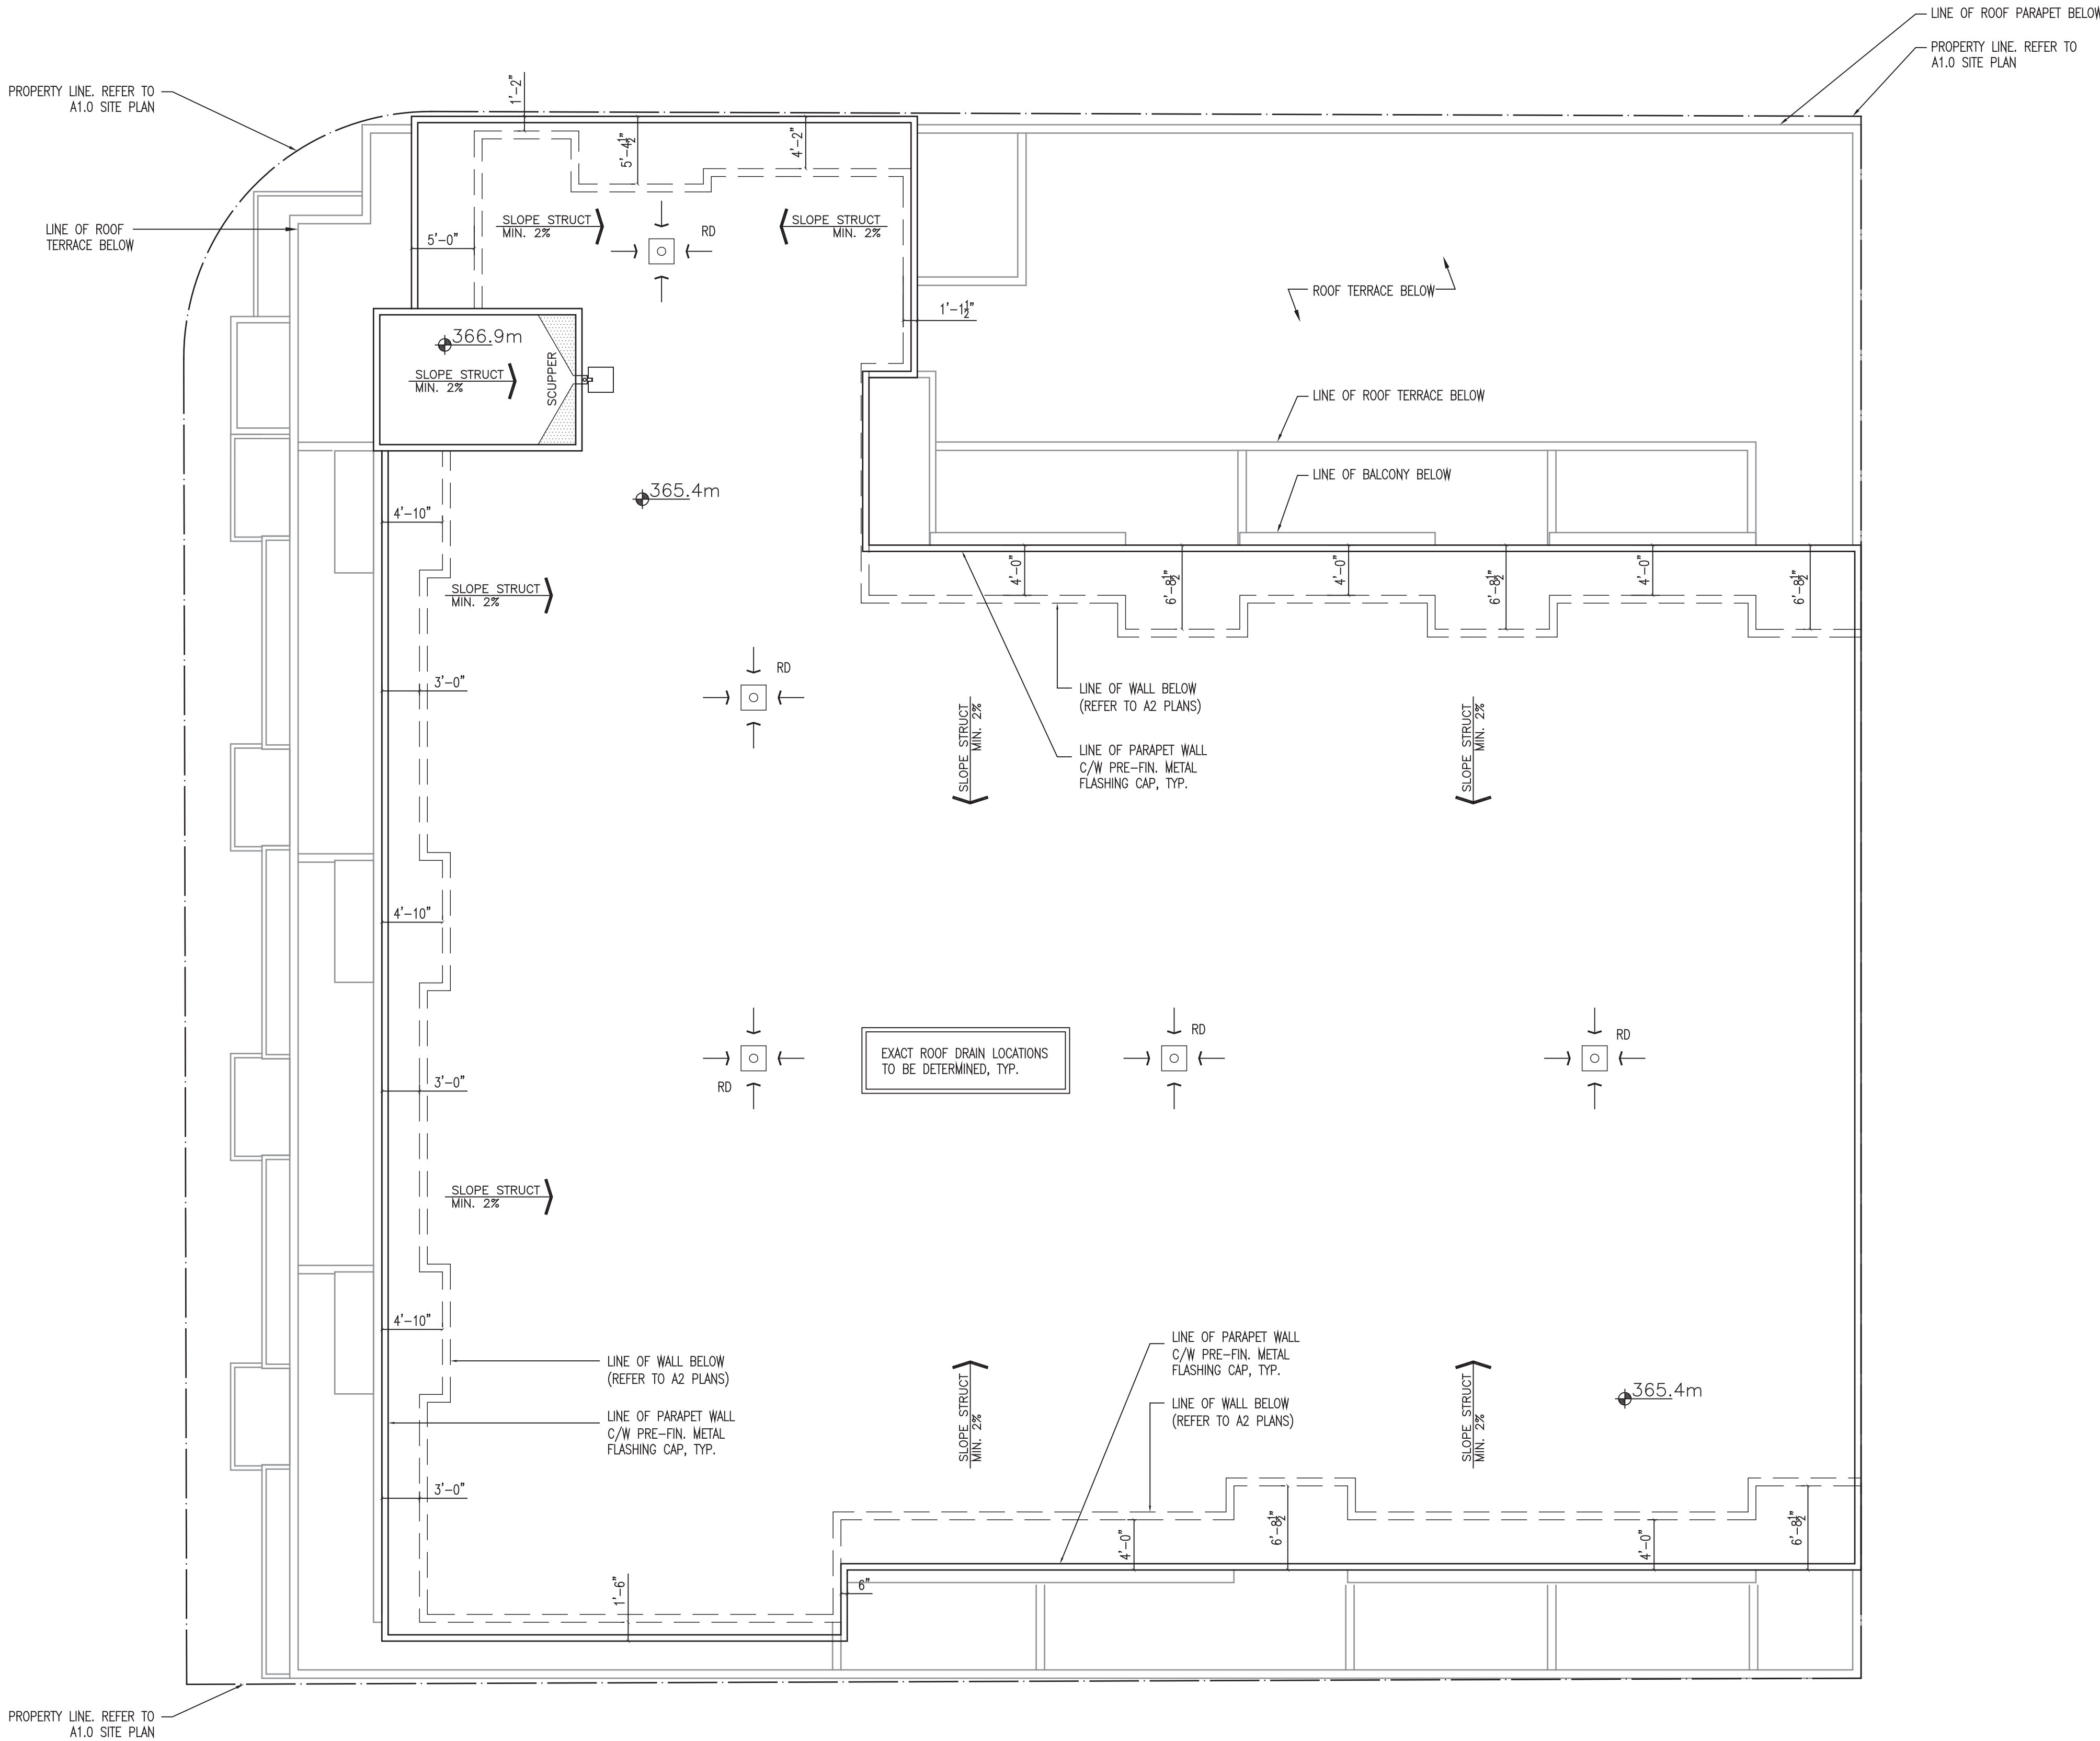 LINE OF ROOF PARAPET BELOW
PROPERTY LINE. REFER TO
A1.0 SITE PLAN
PROPERTY LINE. REFER TO
A1.0 SITE PLAN
1'-2"
5'-4½"
4'-2"
LINE OF ROOF
TERRACE BELOW
SLOPE STRUCT
MIN. 2%
SLOPE STRUCT
MIN. 2%
RD
5'-0"
ROOF TERRACE BELOW
1'-1½"
366.9m
SLOPE STRUCT
MIN. 2%
SCUPPER
LINE OF ROOF TERRACE BELOW
LINE OF BALCONY BELOW
365.4m
4'-10"
4'-0"
6'-8½"
4'-0"
6'-8½"
4'-0"
6'-8½"
SLOPE STRUCT
MIN. 2%
RD
3'-0"
LINE OF WALL BELOW
(REFER TO A2 PLANS)
SLOPE STRUCT
MIN. 2%
SLOPE STRUCT
MIN. 2%
LINE OF PARAPET WALL
C/W PRE-FIN. METAL
FLASHING CAP, TYP.
4'-10"
RD
RD
EXACT ROOF DRAIN LOCATIONS
TO BE DETERMINED, TYP.
3'-0"
RD
SLOPE STRUCT
MIN. 2%
4'-10"
LINE OF PARAPET WALL
C/W PRE-FIN. METAL
FLASHING CAP, TYP.
LINE OF WALL BELOW
(REFER TO A2 PLANS)
SLOPE STRUCT
MIN. 2%
SLOPE STRUCT
MIN. 2%
365.4m
LINE OF WALL BELOW
(REFER TO A2 PLANS)
LINE OF PARAPET WALL
C/W PRE-FIN. METAL
FLASHING CAP, TYP.
3'-0"
4'-0"
6'-8½"
4'-0"
6'-8½"
1'-6"
6"
PROPERTY LINE. REFER TO
A1.0 SITE PLAN